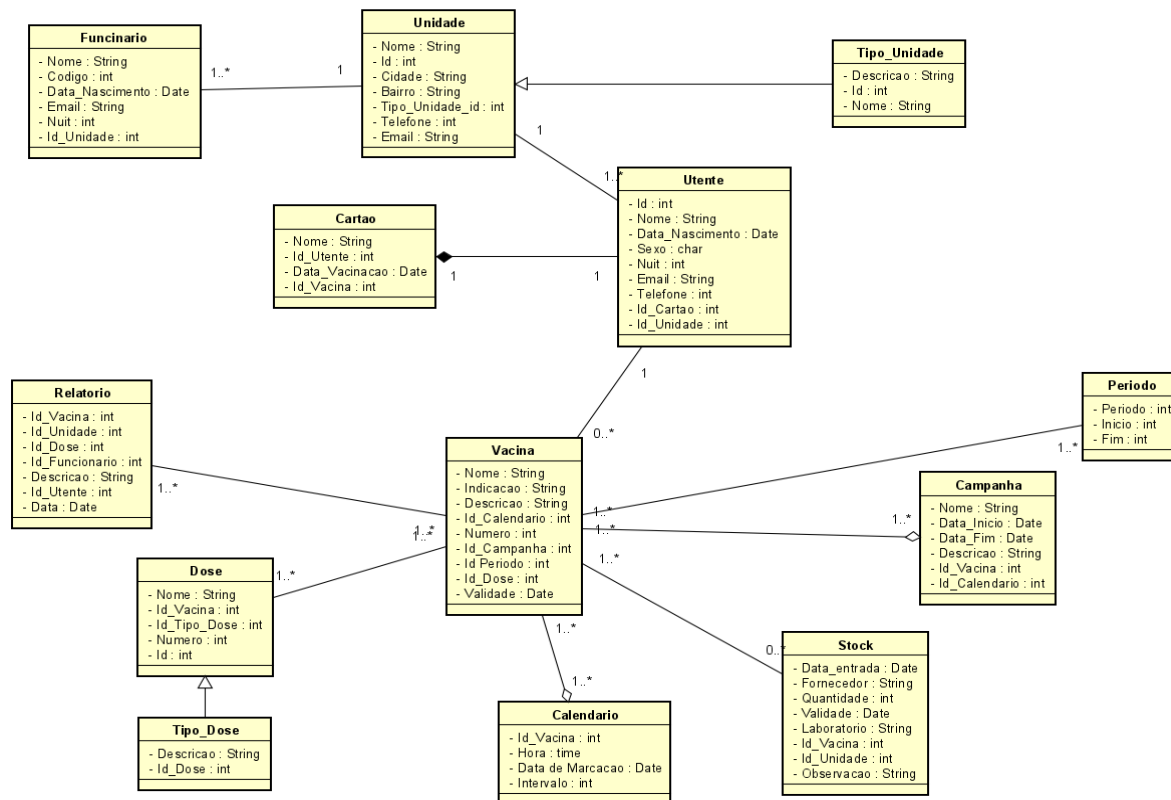 Funcinario
- Nome : String
- Codigo : int
- Data_Nascimento : Date
- Email : String
- Nuit : int
- Id_Unidade : int
1..*
1
Unidade
- Nome : String
- Id : int
- Cidade : String
- Bairro : String
- Tipo_Unidade_id : int
- Telefone : int
- Email : String
Tipo_Unidade
- Descricao : String
- Id : int
- Nome : String
1
1..*
Utente
- Id : int
- Nome : String
- Data_Nascimento : Date
- Sexo : char
- Nuit : int
- Email : String
- Telefone : int
- Id_Cartao : int
- Id_Unidade : int
Cartao
- Nome : String
- Id_Utente : int
- Data_Vacinacao : Date
- Id_Vacina : int
1
1
1
0..*
Relatorio
- Id_Vacina : int
- Id_Unidade : int
- Id_Dose : int
- Id_Funcionario : int
- Descricao : String
- Id_Utente : int
- Data : Date
1..*
1..*
Vacina
- Nome : String
- Indicacao : String
- Descricao : String
- Id_Calendario : int
- Numero : int
- Id_Campanha : int
- Id Periodo : int
- Id_Dose : int
- Validade : Date
Periodo
- Periodo : int
- Inicio : int
- Fim : int
1..*
1..*
Campanha
- Nome : String
- Data_Inicio : Date
- Data_Fim : Date
- Descricao : String
- Id_Vacina : int
- Id_Calendario : int
1..*
1..*
Dose
- Nome : String
- Id_Vacina : int
- Id_Tipo_Dose : int
- Numero : int
- Id : int
1..*
1..*
Tipo_Dose
- Descricao : String
- Id_Dose : int
1..*
1..*
Calendario
- Id_Vacina : int
- Hora : time
- Data de Marcacao : Date
- Intervalo : int
1..*
0..*
Stock
- Data_entrada : Date
- Fornecedor : String
- Quantidade : int
- Validade : Date
- Laboratorio : String
- Id_Vacina : int
- Id_Unidade : int
- Observacao : String